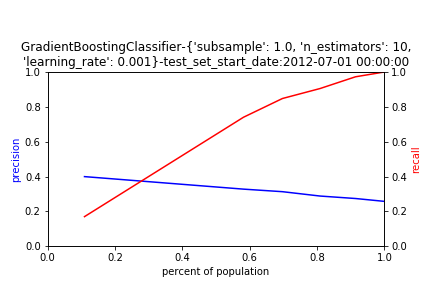 GradientBoostingClassifier-{'subsample': 1.0, 'n_estimators': 10,
'learning_rate': 0.001}-test_set_start_date:2012-07-01 00:00:00
1.0
0.8
0.6
0.4
0.2
0.0
precision
0.0 0.2 0.4 0.6 0.8 1.0
percent of population
1.0
0.8
0.6
0.4
0.2
0.0
recall